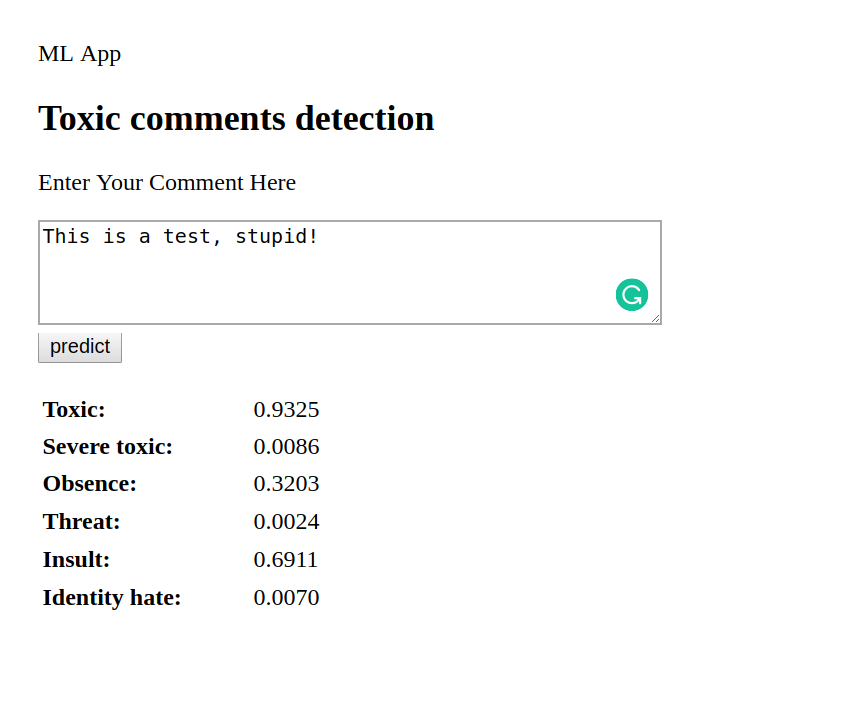 ML App
Toxic comments detection
Enter Your Comment Here
This is a test, stupid!
predict
Toxic: 0.9325
Severe toxic: 0.0086
Obsence: 0.3203
Threat: 0.0024
Insult: 0.6911
Identity hate: 0.0070